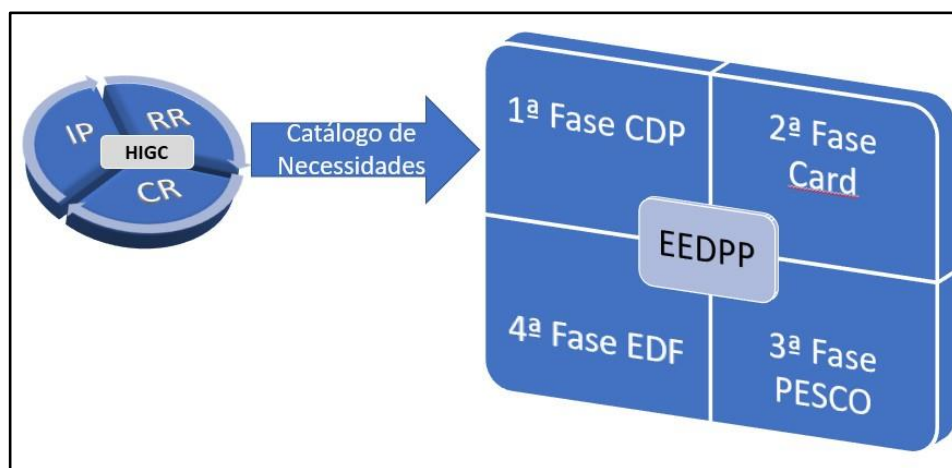 IP
RR
HIGC
CR
Catálogo de
Necessidades
1ª Fase CDP
2ª Fase
Card
EEDPP
4ª Fase EDF
3ª Fase
PESCO